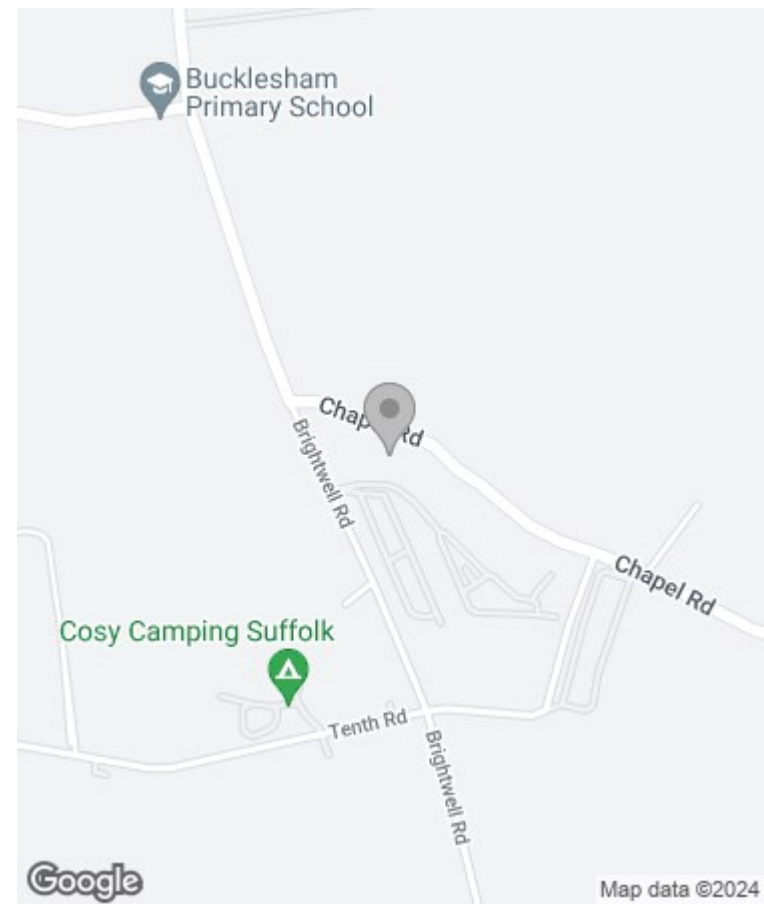 Bucklesham
Primary School
Chapel Rd
Brightwell Rd
Chapel Rd
Cosy Camping Suffolk
Tenth Rd
Brightwell Rd
Google
Map data ©2024